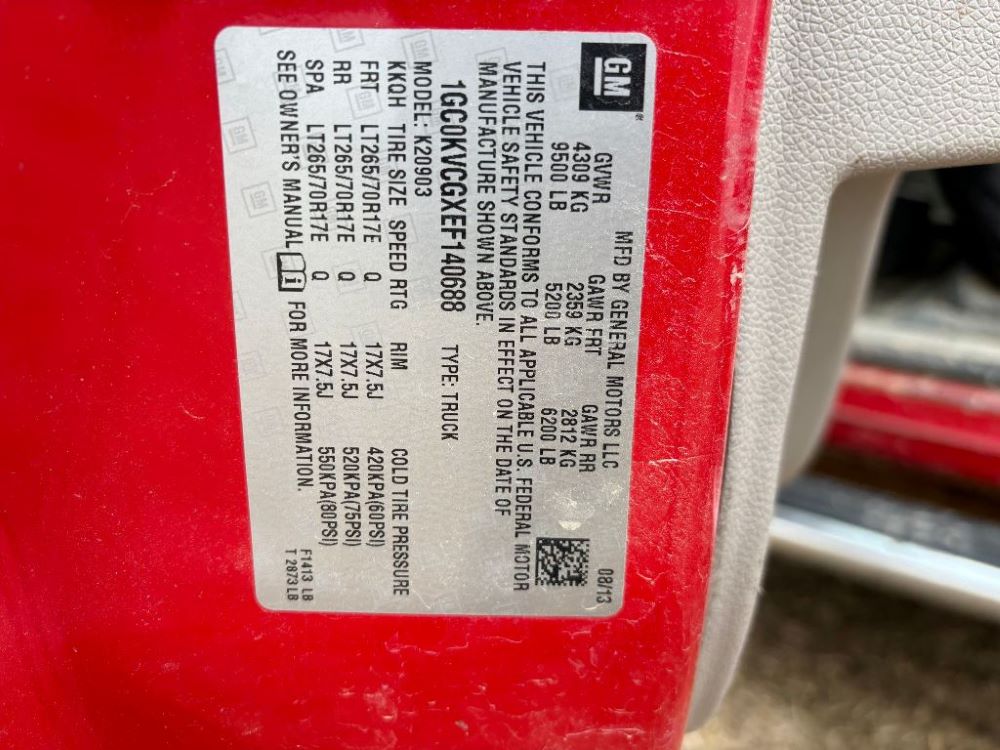 GM
MFD BY GENERAL MOTORS LLC 08/13
GVWR GAWR FRT GAWR RR
4309 KG 2359 KG 2812 KG
9500 LB 5200 LB 6200 LB
THIS VEHICLE CONFORMS TO ALL APPLICABLE U.S. FEDERAL MOTOR
VEHICLE SAFETY STANDARDS IN EFFECT ON THE DATE OF
MANUFACTURE SHOWN ABOVE.
1GC0KVCGXEF140688 TYPE: TRUCK
MODEL: K20903
KKQH TIRE SIZE SPEED RTG RIM COLD TIRE PRESSURE
FRT LT265/70R17E Q 17X7.5J 420KPA(60PSI)
RR LT265/70R17E Q 17X7.5J 520KPA(75PSI)
SPA LT265/70R17E Q 17X7.5J 550KPA(80PSI)
SEE OWNER'S MANUAL i FOR MORE INFORMATION.
F1413 LB
T 2873 LB